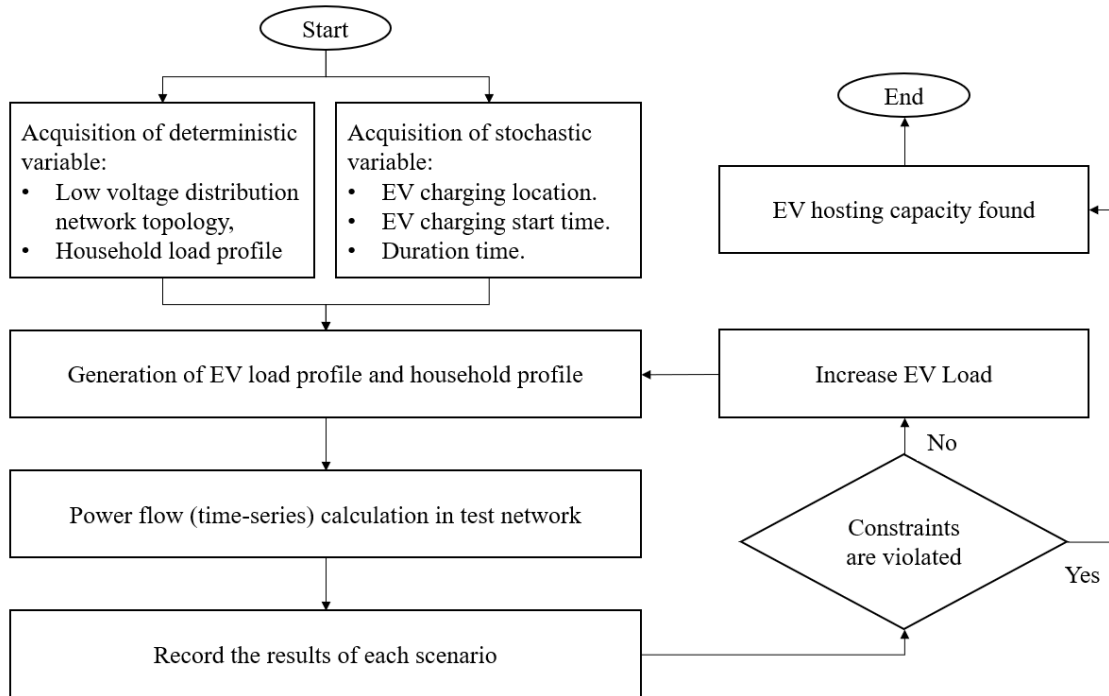 Start
Acquisition of deterministic
variable:
• Low voltage distribution
network topology,
• Household load profile
Acquisition of stochastic
variable:
• EV charging location.
• EV charging start time.
• Duration time.
End
EV hosting capacity found
Generation of EV load profile and household profile
Increase EV Load
No
Power flow (time-series) calculation in test network
Constraints
are violated
Yes
Record the results of each scenario